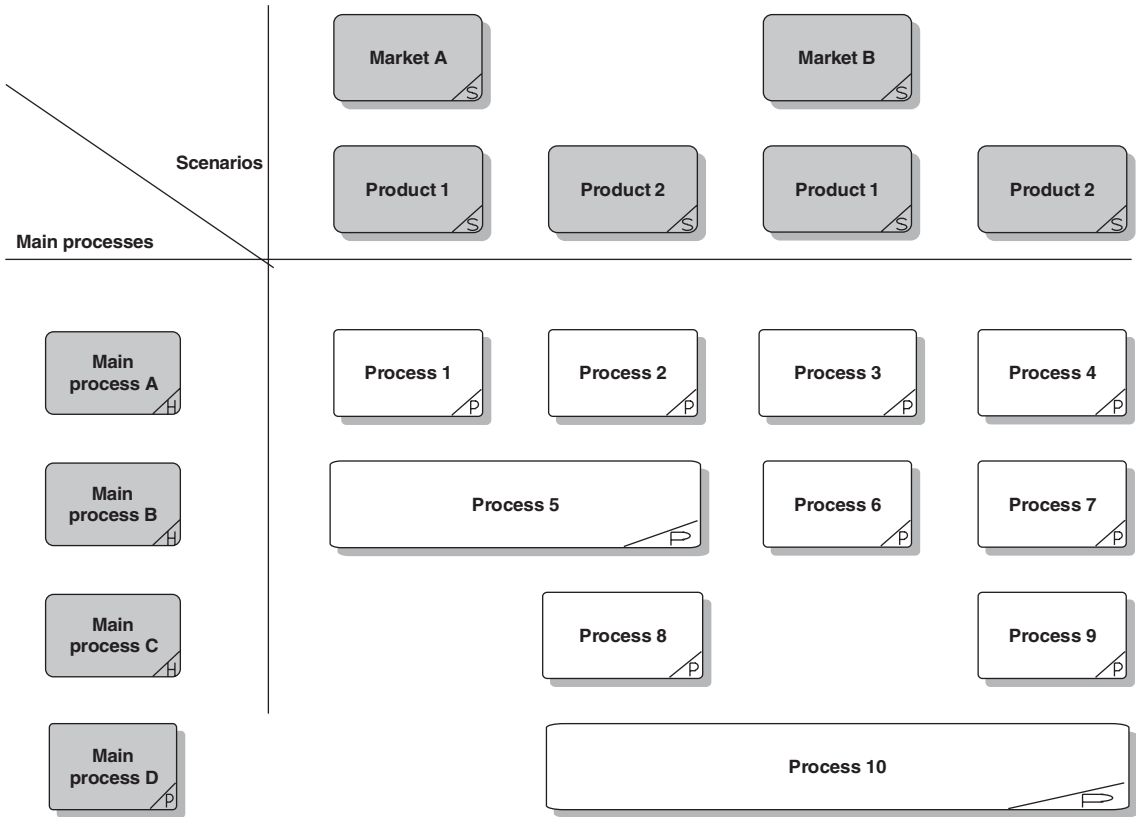 Market A
S
Market B
S
Scenarios
Product 1
S
Product 2
S
Product 1
S
Product 2
S
Main processes
Main
process A
H
Process 1
P
Process 2
P
Process 3
P
Process 4
P
Main
process B
H
Process 5
P
Process 6
P
Process 7
P
Main
process C
H
Process 8
P
Process 9
P
Main
process D
P
Process 10
P